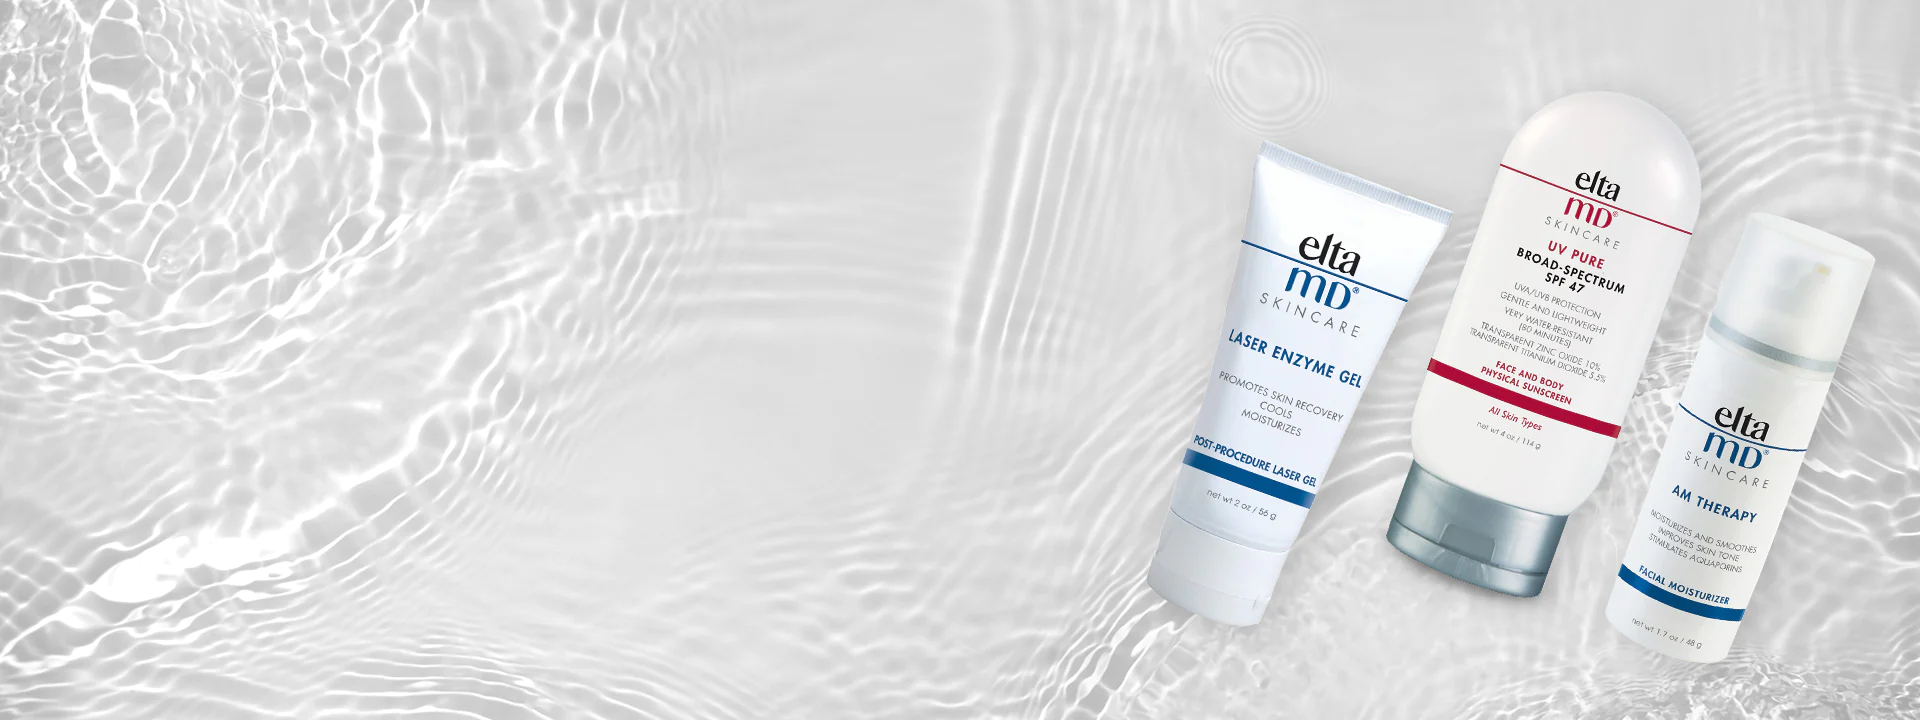 elta
MD®
SKINCARE
LASER ENZYME GEL
PROMOTES SKIN RECOVERY
COOLS
MOISTURIZES
POST-PROCEDURE LASER GEL
net wt 2 oz / 56 g
elta
MD®
SKINCARE
UV PURE
BROAD-SPECTRUM
SPF 47
UVA/UVB PROTECTION
GENTLE AND LIGHTWEIGHT
VERY WATER-RESISTANT
(80 MINUTES)
TRANSPARENT ZINC OXIDE 10%
TRANSPARENT TITANIUM DIOXIDE 5.5%
FACE AND BODY
PHYSICAL SUNSCREEN
All Skin Types
net wt 4 oz / 114 g
elta
MD®
SKINCARE
AM THERAPY
MOISTURIZES AND SMOOTHES
IMPROVES SKIN TONE
STIMULATES AQUAPORINS
FACIAL MOISTURIZER
net wt 1.7 oz / 48 g